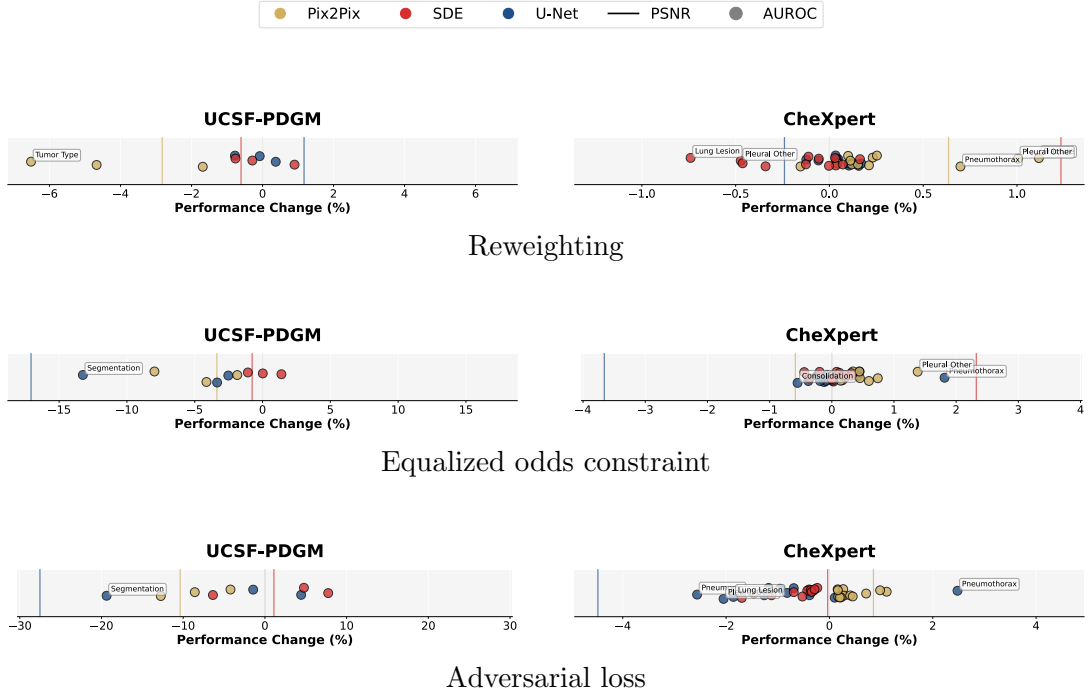 Pix2Pix SDE U-Net PSNR AUROC
UCSF-PDGM CheXpert
Tumor Type
Lung Lesion
Pleural Other
Pneumothorax
Pleural Other
−6 −4 −2 0 2 4 6
−1.0 −0.5 0.0 0.5 1.0
Performance Change (%) Performance Change (%)
Reweighting
UCSF-PDGM CheXpert
Segmentation
Consolidation
Pleural Other
Pneumothorax
−15 −10 −5 0 5 10 15
−4 −3 −2 −1 0 1 2 3 4
Performance Change (%) Performance Change (%)
Equalized odds constraint
UCSF-PDGM CheXpert
Segmentation
Lung Lesion
Pneumothorax
−30 −20 −10 0 10 20 30
−4 −2 0 2 4
Performance Change (%) Performance Change (%)
Adversarial loss